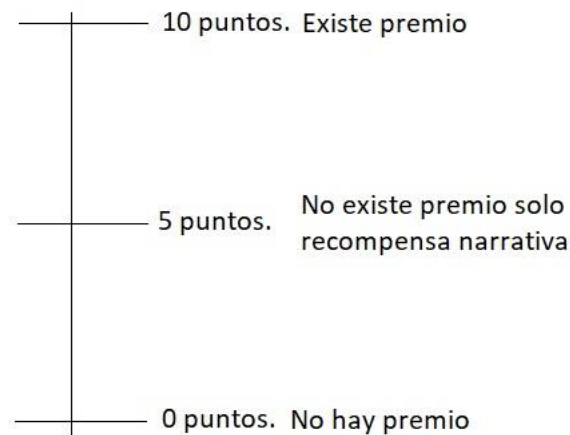 10 puntos. Existe premio
5 puntos. No existe premio solo
recompensa narrativa
0 puntos. No hay premio